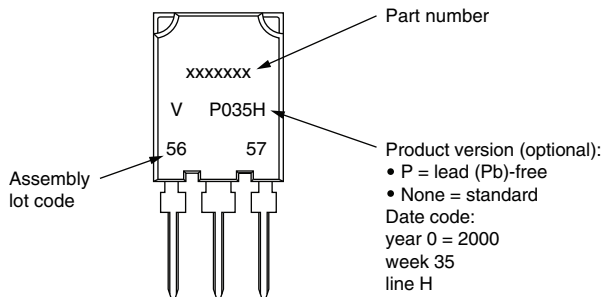 Part number
xxxxxxx
V P035H
56 57
Assembly
lot code
Product version (optional):
• P = lead (Pb)-free
• None = standard
Date code:
year 0 = 2000
week 35
line H